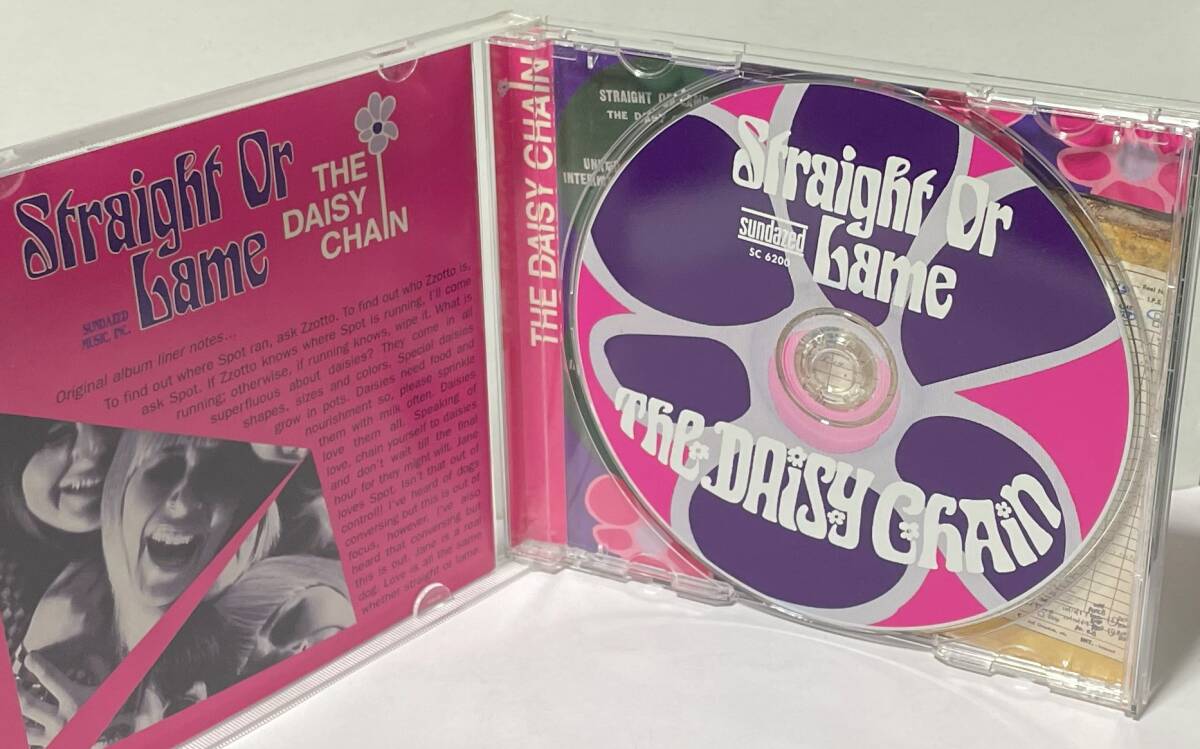 Straight Or
Lame
THE
DAISY
CHAIN
SUNDAZED
MUSIC, INC.
Original album liner notes...
To find out where Spot ran, ask Zzotto. To find out who Zzotto is,
ask Spot. If Zzotto knows where Spot is running, I'll come
running; otherwise, if running knows, wipe it. What is
superfluous about daisies? They come in all
shapes, sizes and colors. Special daisies
grow in pots. Daisies need food and
nourishment so, please sprinkle
them with milk often. Daisies
love them all. Speaking of
love, chain yourself to daisies
and don't wait till the final
hour for they might wilt. Jane
loves Spot. Isn't that out of
control! I've heard of dogs
conversing but this is out of
focus, however. I've also
heard that conversing but
this is out. Jane is a real
dog. Love is all the same
whether straight or lame.
THE DAISY CHAIN
STRAIGHT OR
THE
Straight Or
Lame
sundazed
SC 6200
The DAiSY ChAiN